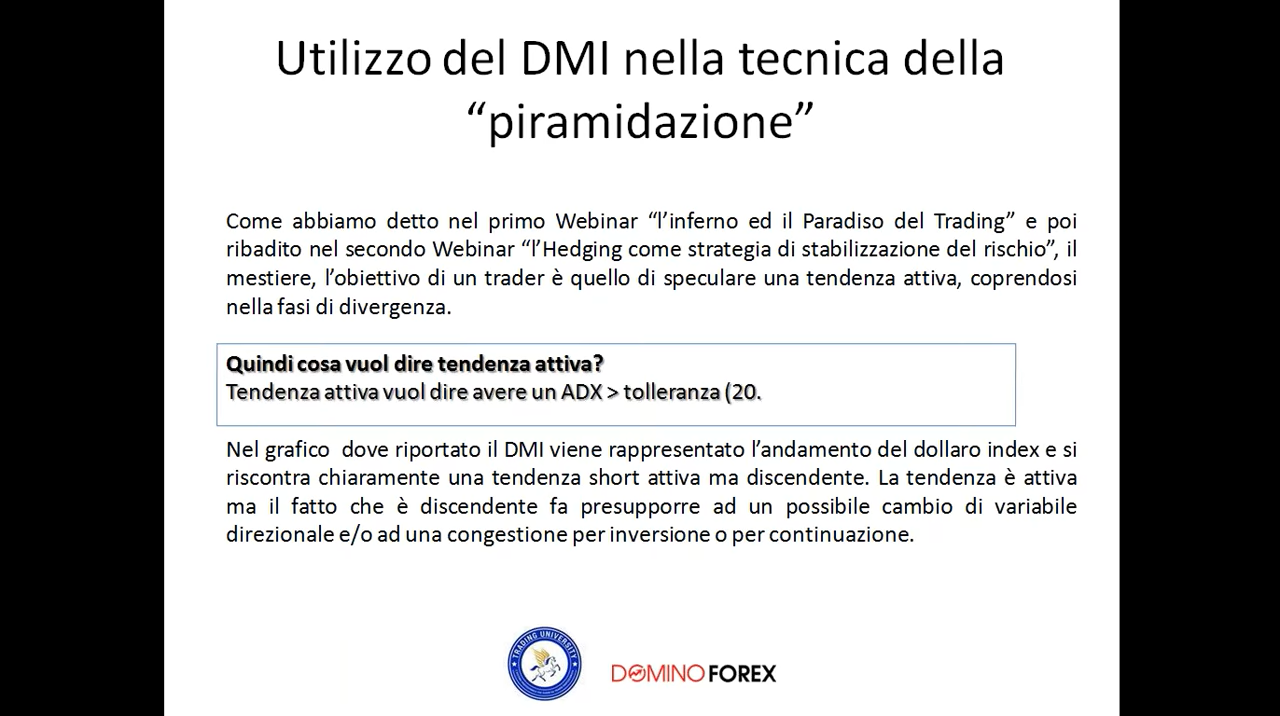 Utilizzo del DMI nella tecnica della
“piramidazione”
Come abbiamo detto nel primo Webinar “l’inferno ed il Paradiso del Trading” e poi
ribadito nel secondo Webinar “l’Hedging come strategia di stabilizzazione del rischio”, il
mestiere, l’obiettivo di un trader è quello di speculare una tendenza attiva, coprendosi
nella fasi di divergenza.
Quindi cosa vuol dire tendenza attiva?
Tendenza attiva vuol dire avere un ADX > tolleranza (20.
Nel grafico dove riportato il DMI viene rappresentato l’andamento del dollaro index e si
riscontra chiaramente una tendenza short attiva ma discendente. La tendenza è attiva
ma il fatto che è discendente fa presupporre ad un possibile cambio di variabile
direzionale e/o ad una congestione per inversione o per continuazione.
TRADING UNIVERSITY
DOMINO FOREX